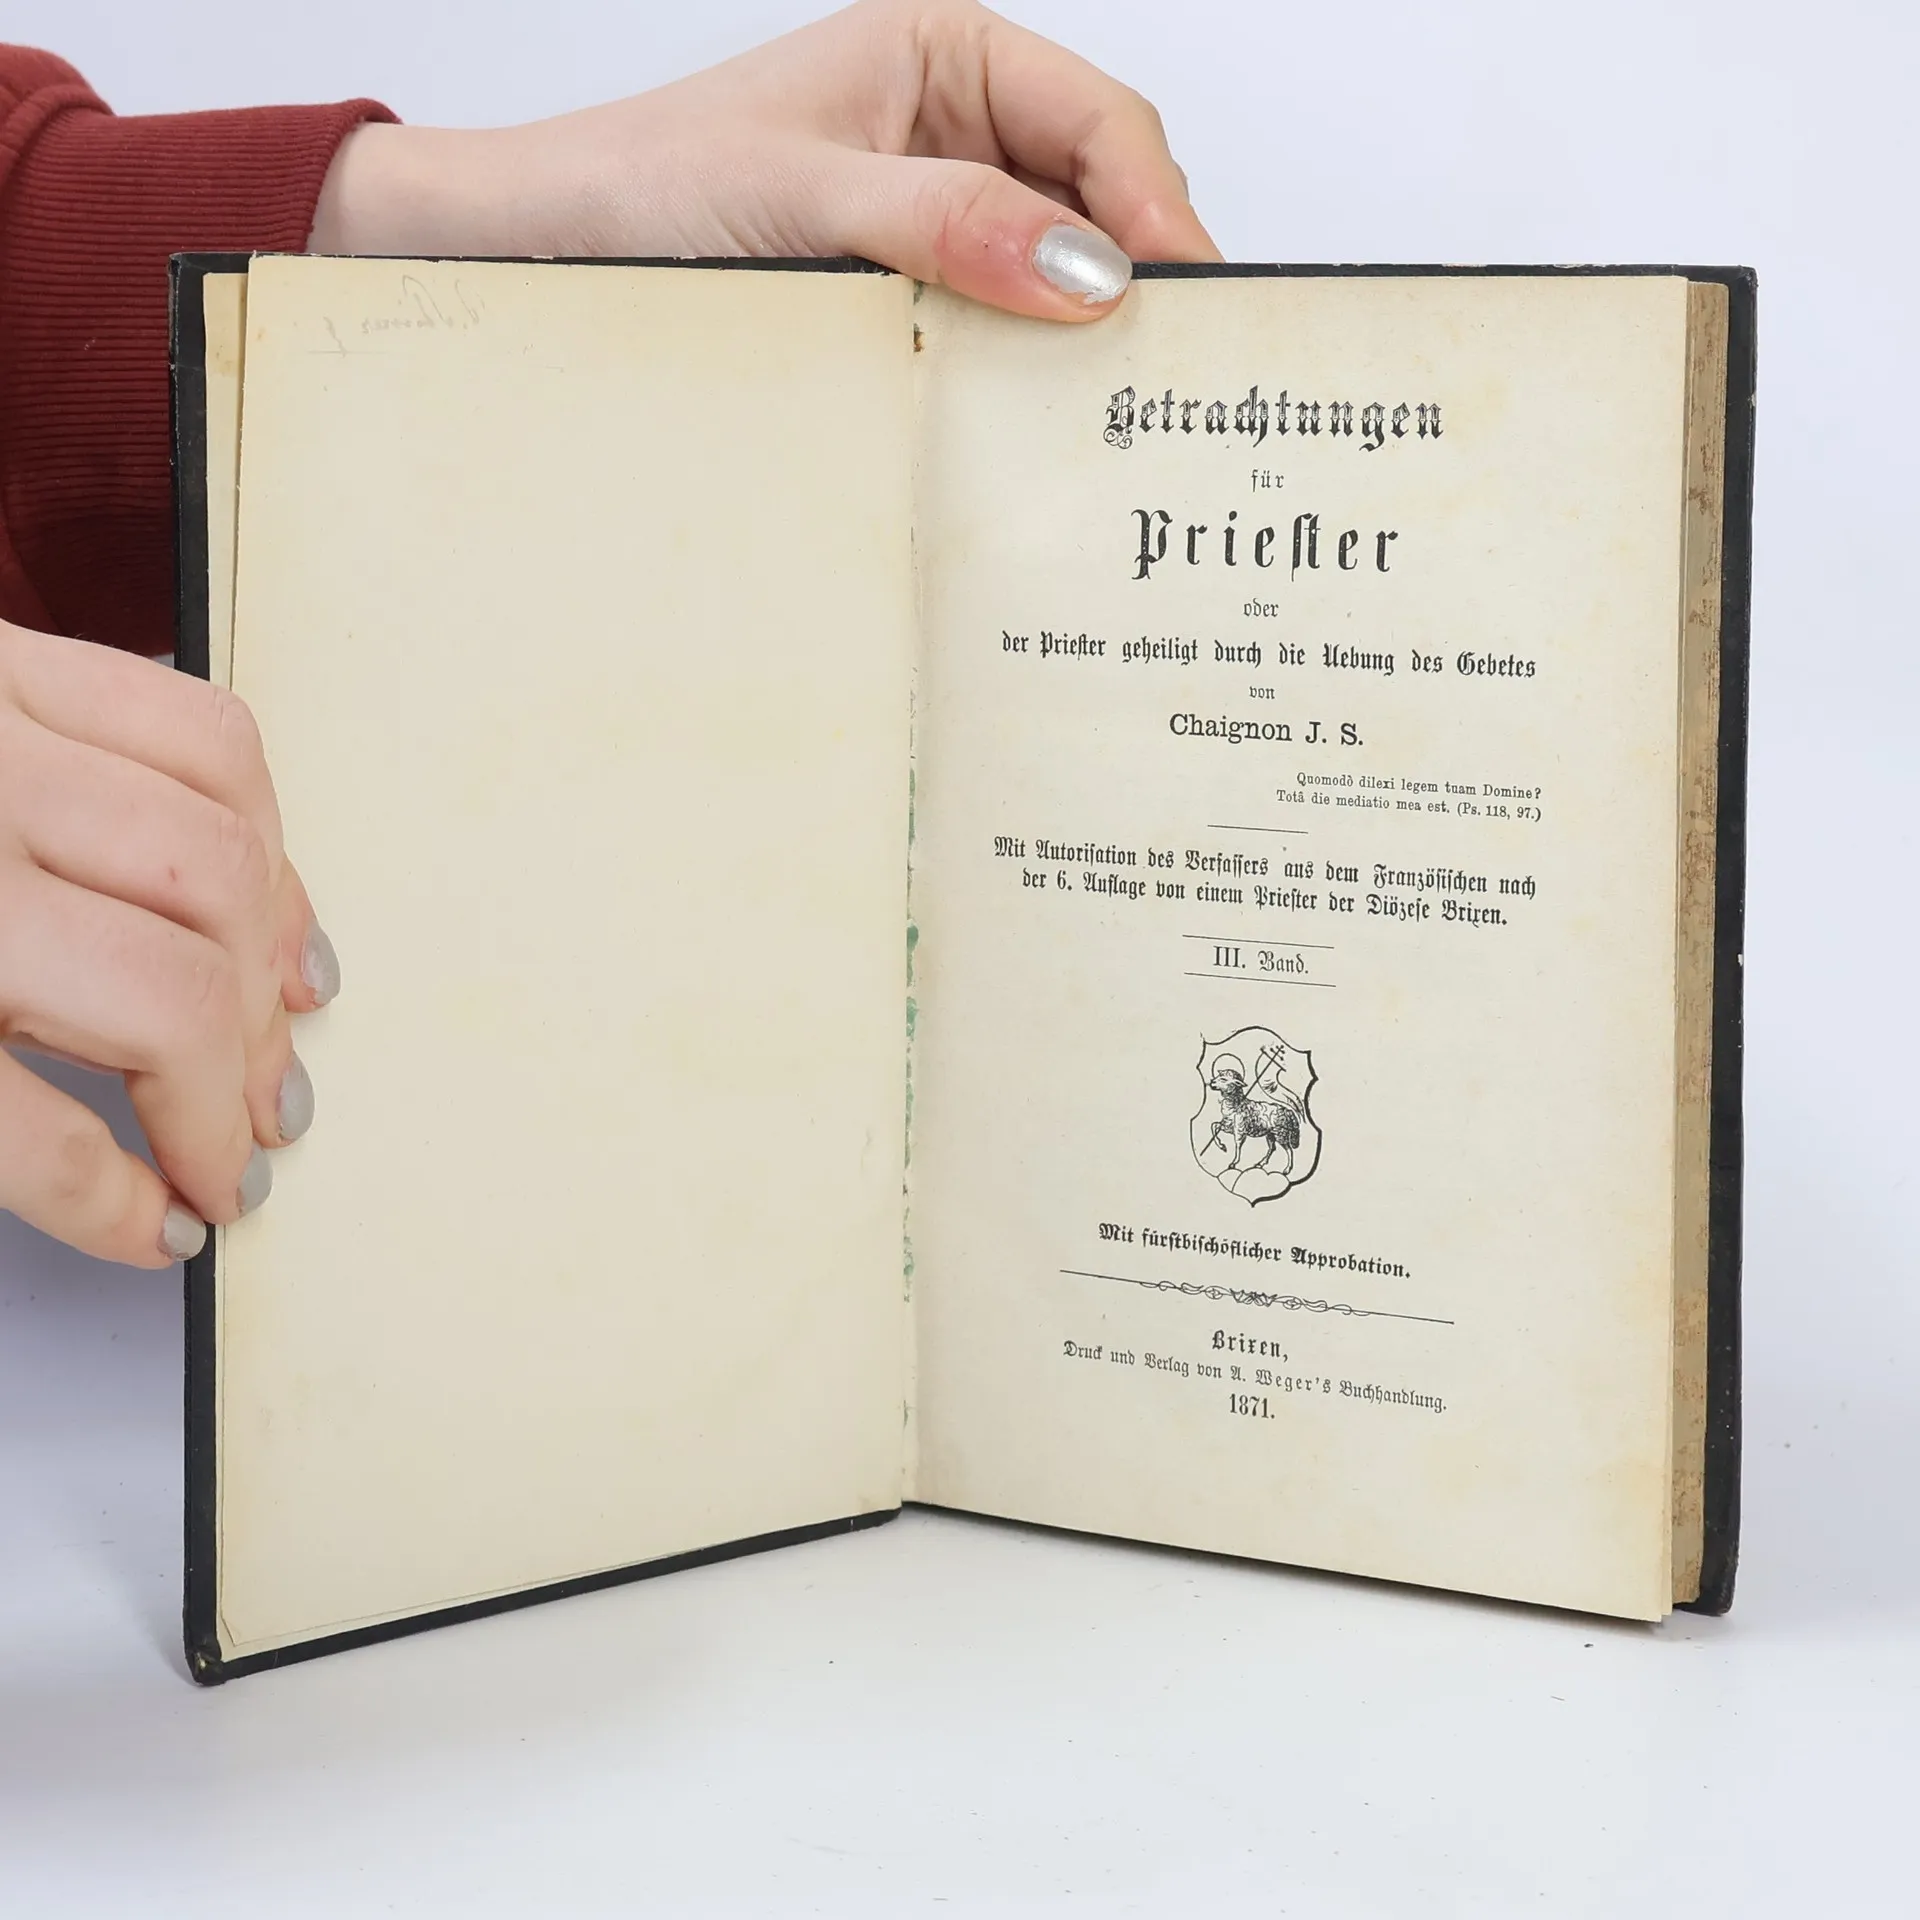 Betrachtungen
für
Priester
oder
der Priester geheiligt durch die Uebung des Gebetes
von
Chaignon J. S.
Quomodò dilexi legem tuam Domine?
Totâ die mediatio mea est. (Ps. 118, 97.)
Mit Autorisation des Verfassers aus dem Französischen nach
der 6. Auflage von einem Priester der Diözese Brixen.
III. Band.
Mit fürstbischöflicher Approbation.
Brixen,
Druck und Verlag von A. Weger's Buchhandlung.
1871.